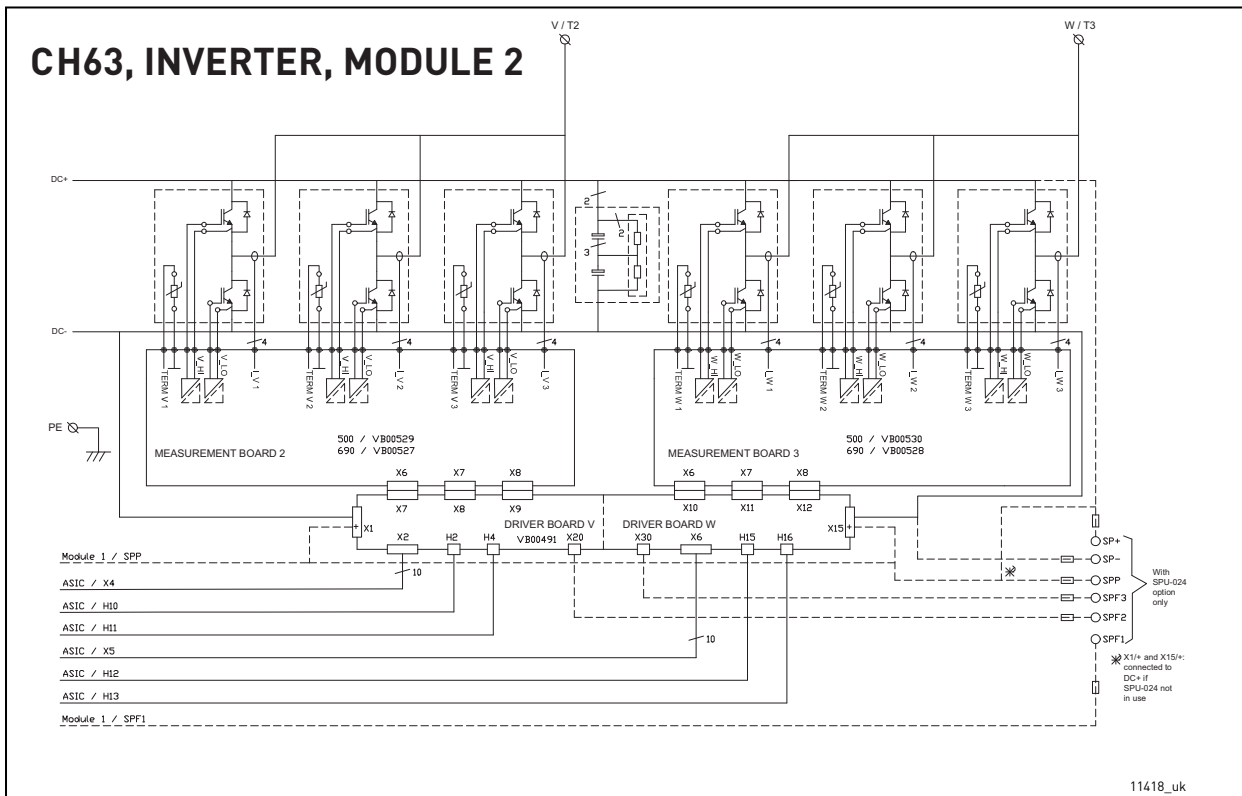 V / T2
W / T3
CH63, INVERTER, MODULE 2
DC+
2
2
3
DC-
4
4
4
4
4
4
TERM V 1
V_HI
V_LO
I_V 1
TERM V 2
V_HI
V_LO
I_V 2
TERM V 3
V_HI
V_LO
I_V 3
TERM W 1
W_HI
W_LO
I_W 1
TERM W 2
W_HI
W_LO
I_W 2
TERM W 3
W_HI
W_LO
I_W 3
PE
MEASUREMENT BOARD 2
500 / VB00529
690 / VB00527
MEASUREMENT BOARD 3
500 / VB00530
690 / VB00528
X6
X7
X8
X6
X7
X8
X7
X8
X9
X10
X11
X12
+
X1
DRIVER BOARD V
VB00491
DRIVER BOARD W
X15
+
X2
H2
H4
X20
X30
X6
H15
H16
Module 1 / SPP
10
ASIC / X4
ASIC / H10
ASIC / H11
ASIC / X5
10
ASIC / H12
ASIC / H13
Module 1 / SPF1
SP+
SP-
SPP
SPF3
SPF2
SPF1
With
SPU-024
option
only
X1/+ and X15/+:
connected to
DC+ if
SPU-024 not
in use
11418_uk